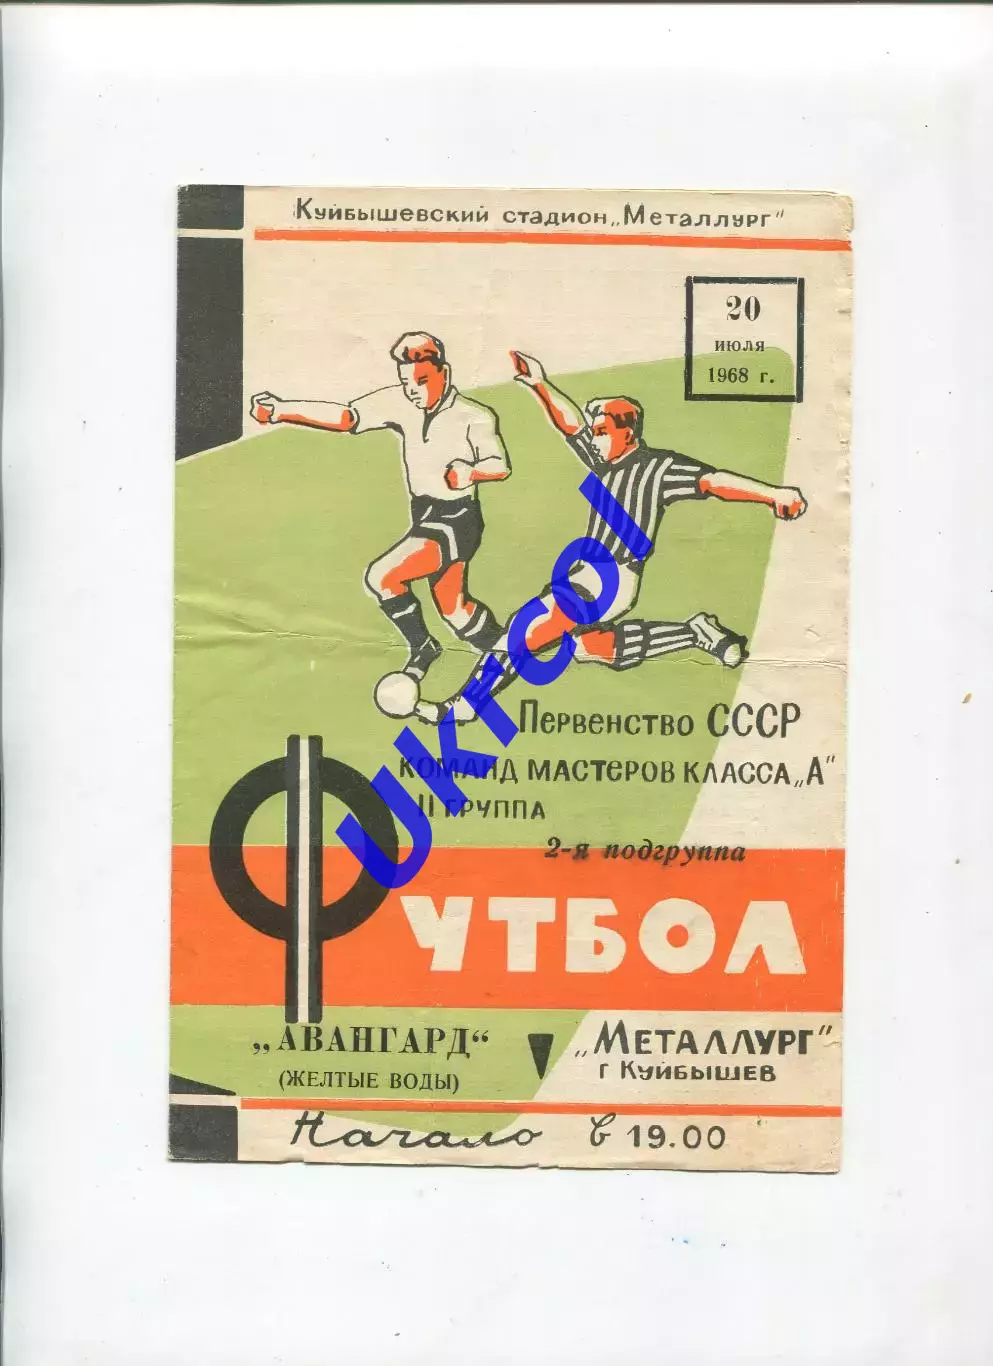 Куйбышевский стадион „Металлург"
20
июля
1968 г.
Первенство СССР
команд мастеров класса „А"
II группа
2-я подгруппа
ФУТБОЛ
„АВАНГАРД“
(ЖЕЛТЫЕ ВОДЫ)
„Металлург"
г Куйбышев
Начало в 19.00
Ukrcol